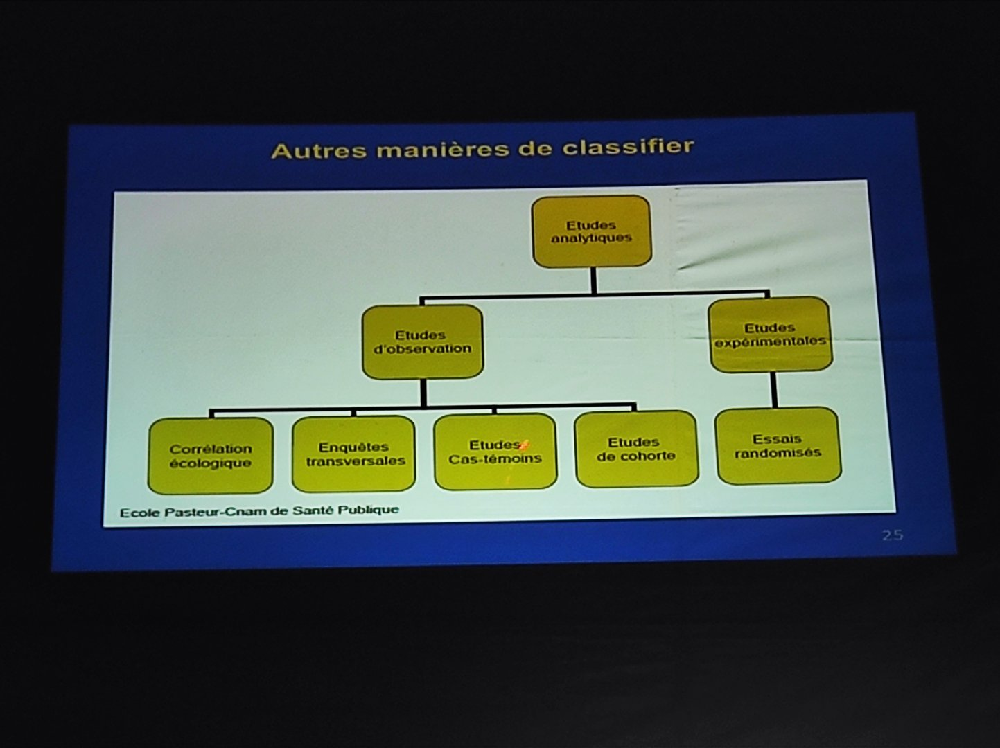 Autres manières de classifier
Etudes
analytiques
Etudes
d'observation
Etudes
expérimentales
Corrélation
écologique
Enquêtes
transversales
Etudes
Cas-témoins
Etudes
de cohorte
Essais
randomisés
Ecole Pasteur-Cnam de Santé Publique
25